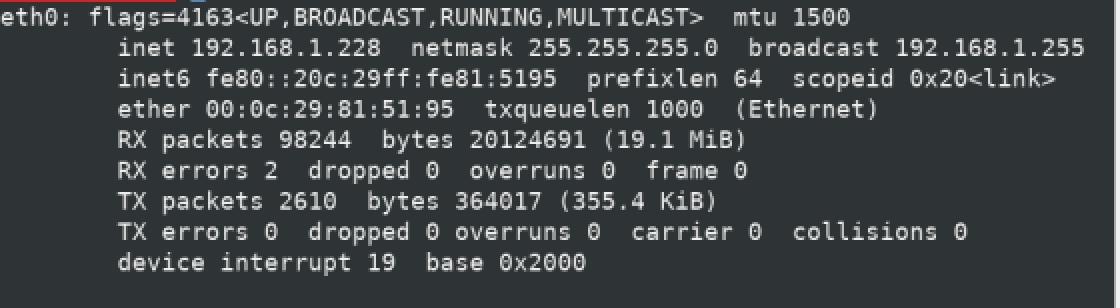 eth0: flags=4163<UP,BROADCAST,RUNNING,MULTICAST>  mtu 1500
        inet 192.168.1.228  netmask 255.255.255.0  broadcast 192.168.1.255
        inet6 fe80::20c:29ff:fe81:5195  prefixlen 64  scopeid 0x20<link>
        ether 00:0c:29:81:51:95  txqueuelen 1000  (Ethernet)
        RX packets 98244  bytes 20124691 (19.1 MiB)
        RX errors 2  dropped 0  overruns 0  frame 0
        TX packets 2610  bytes 364017 (355.4 KiB)
        TX errors 0  dropped 0 overruns 0  carrier 0  collisions 0
        device interrupt 19  base 0x2000